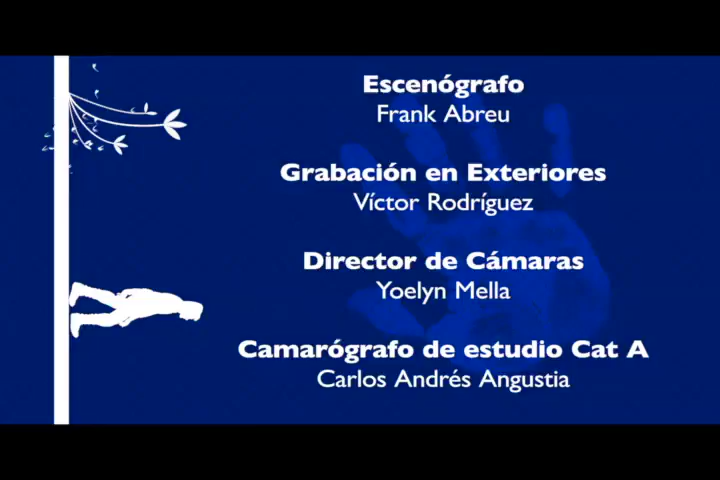 Escenógrafo
Frank Abreu
Grabación en Exteriores
Víctor Rodríguez
Director de Cámaras
Yoelyn Mella
Camarógrafo de estudio Cat A
Carlos Andrés Angustia